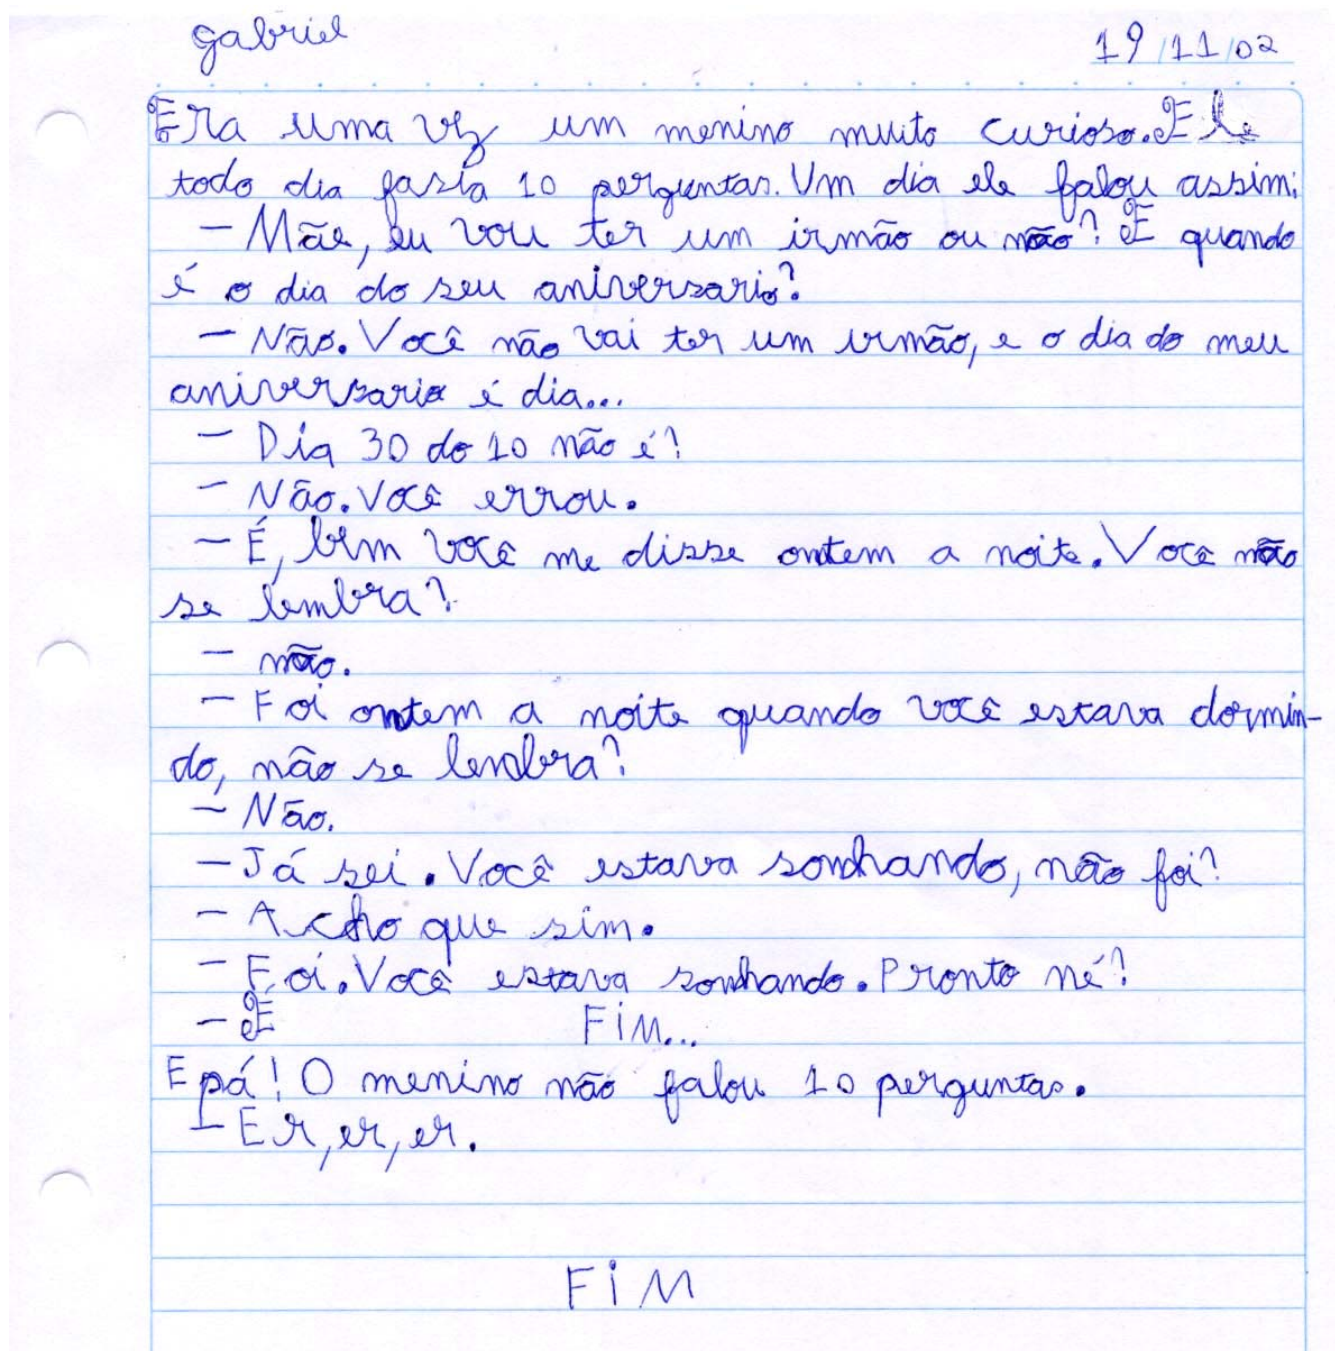 gabriel 19/11/02
Era uma vez um menino muito curioso. Ele
todo dia fasia 10 perguntas. Um dia ele falou assim:
- Mãe, eu vou ter um irmão ou não? E quando
é o dia do seu aniversario?
- Não. Você não vai ter um irmão, e o dia do meu
aniversario é dia...
- Dia 30 do 10 não é?
- Não. Você errou.
- É, bem você me disse ontem a noite. Você não
se lembra?
- não.
- Foi ontem a noite quando você estava dormin-
do, não se lembra?
- Não.
- Já sei. Você estava sonhando, não foi?
- Acho que sim.
- Foi. Você estava sonhando. Pronto né?
- E FIM...
Epá! O menino não falou 10 perguntas.
- Er, er, er.
FIM